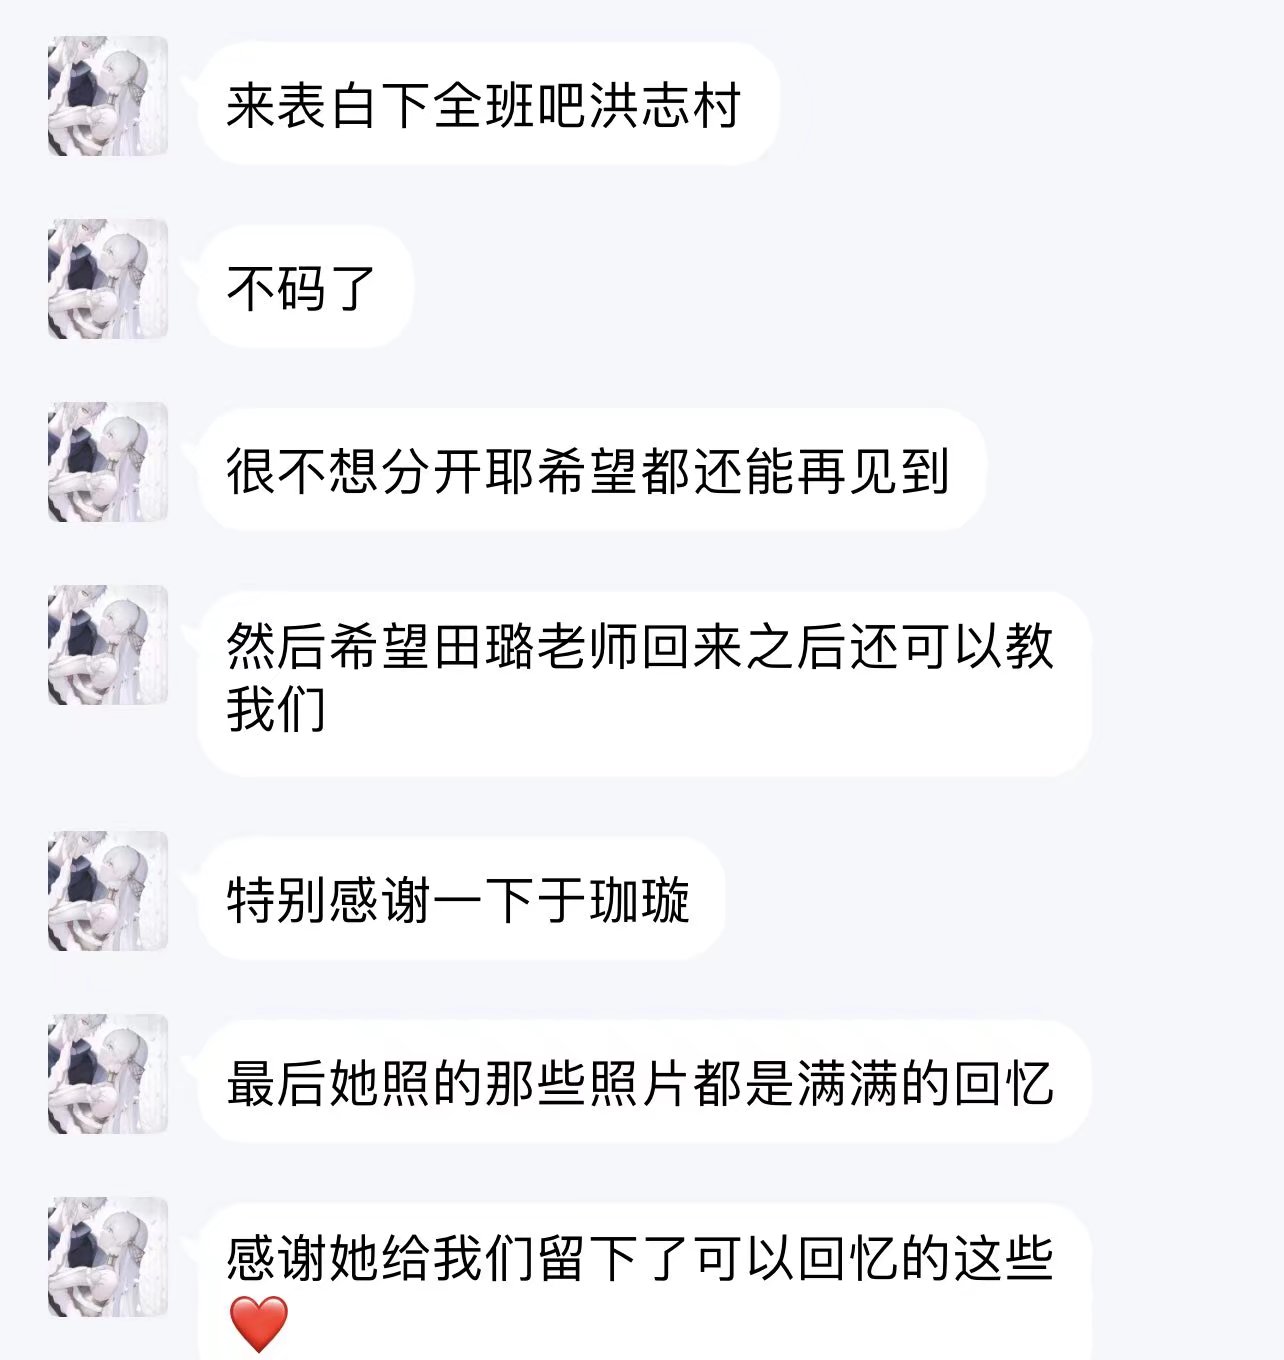 来表白下全班吧洪志村
不码了
很不想分开耶希望都还能再见到
然后希望田璐老师回来之后还可以教
我们
特别感谢一下于珈璇
最后她照的那些照片都是满满的回忆
感谢她给我们留下了可以回忆的这些
❤️